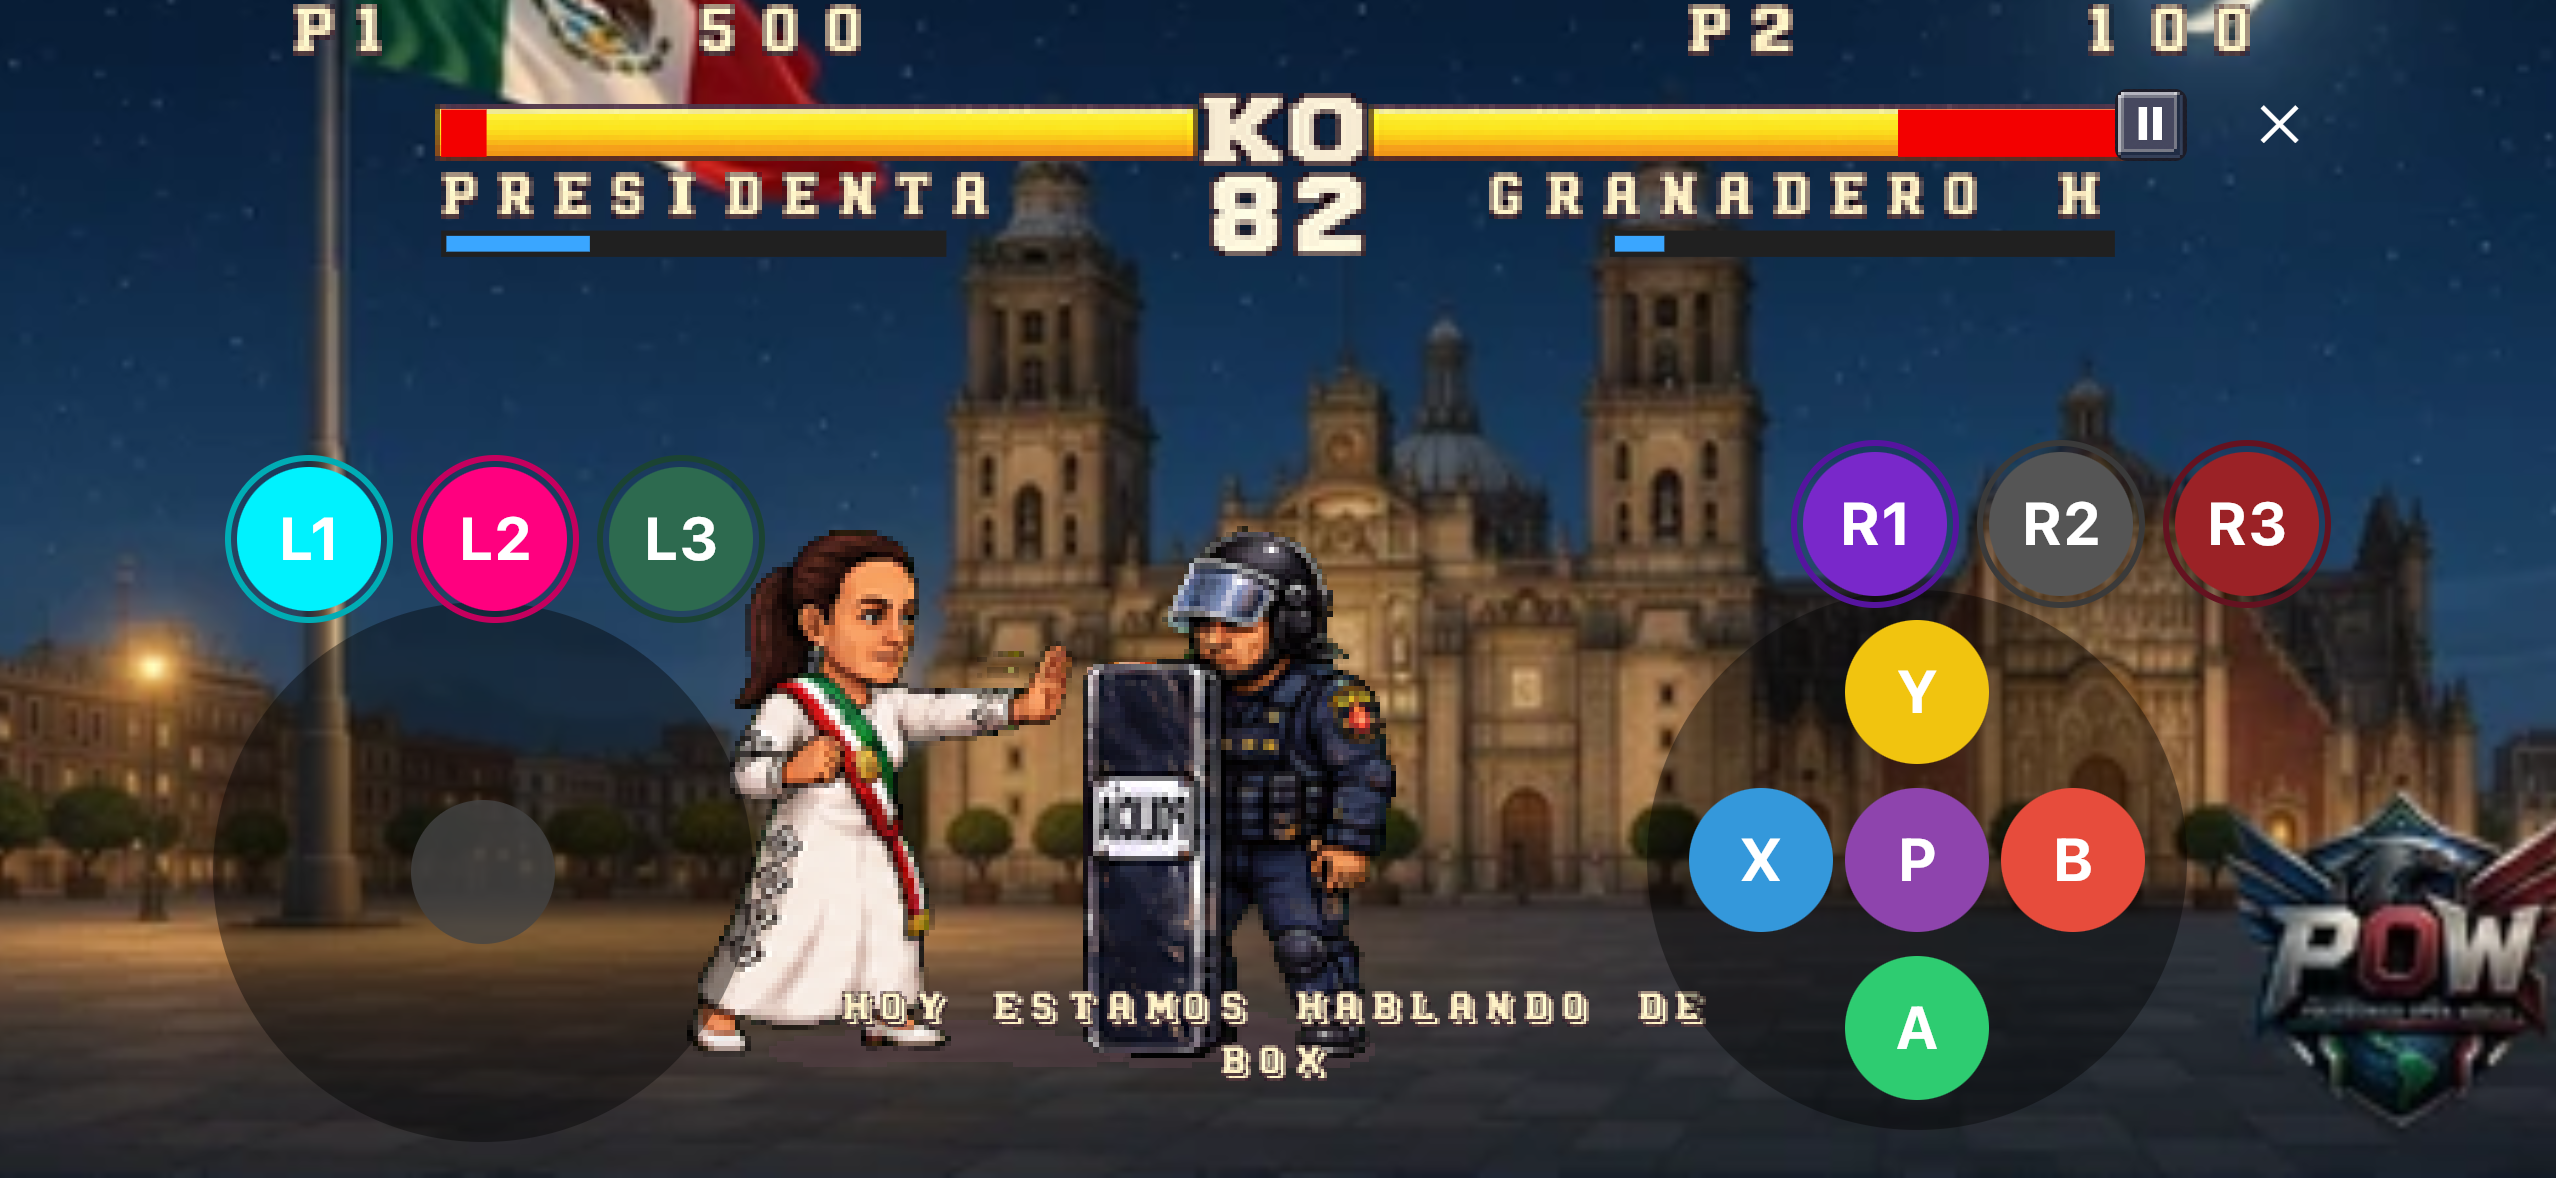 P1 500 P2 100
KO
PRESIDENTA 82 GRANADERO H
L1 L2 L3 R1 R2 R3
Y
X P B
A
POW
HOY ESTAMOS HABLANDO DE
BOX